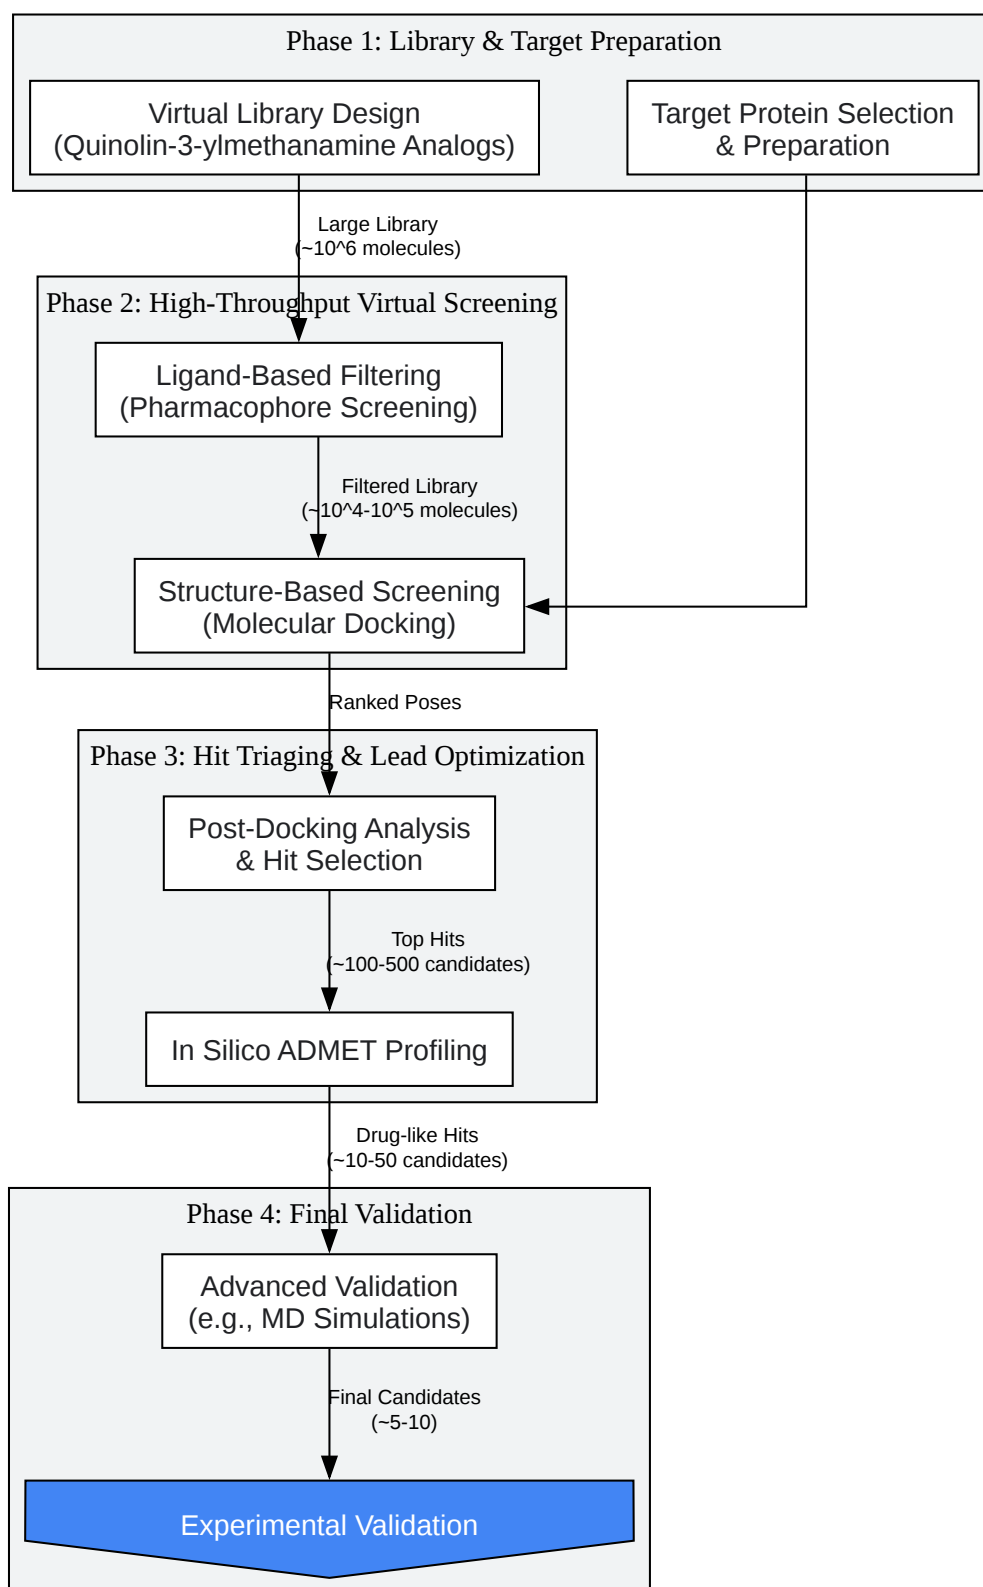 Phase 1: Library & Target Preparation
Virtual Library Design
(Quinolin-3-ylmethanamine Analogs)
Target Protein Selection
& Preparation
Large Library
(~10^6 molecules)
Phase 2: High-Throughput Virtual Screening
Ligand-Based Filtering
(Pharmacophore Screening)
Filtered Library
(~10^4-10^5 molecules)
Structure-Based Screening
(Molecular Docking)
Ranked Poses
Phase 3: Hit Triaging & Lead Optimization
Post-Docking Analysis
& Hit Selection
Top Hits
(~100-500 candidates)
In Silico ADMET Profiling
Drug-like Hits
(~10-50 candidates)
Phase 4: Final Validation
Advanced Validation
(e.g., MD Simulations)
Final Candidates
(~5-10)
Experimental Validation